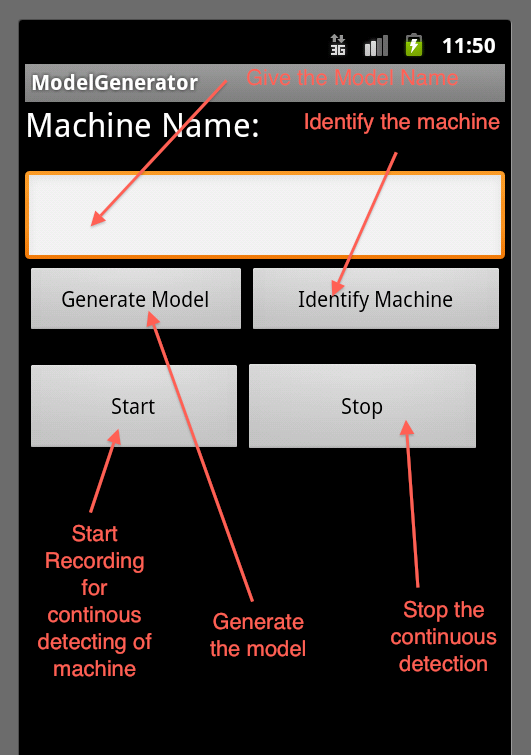 3G 11:50
ModelGenerator Give the Model Name
Machine Name: Identify the machine
Generate Model Identify Machine
Start Stop
Start
Recording
for
continous
detecting of
machine
Generate
the model
Stop the
continuous
detection